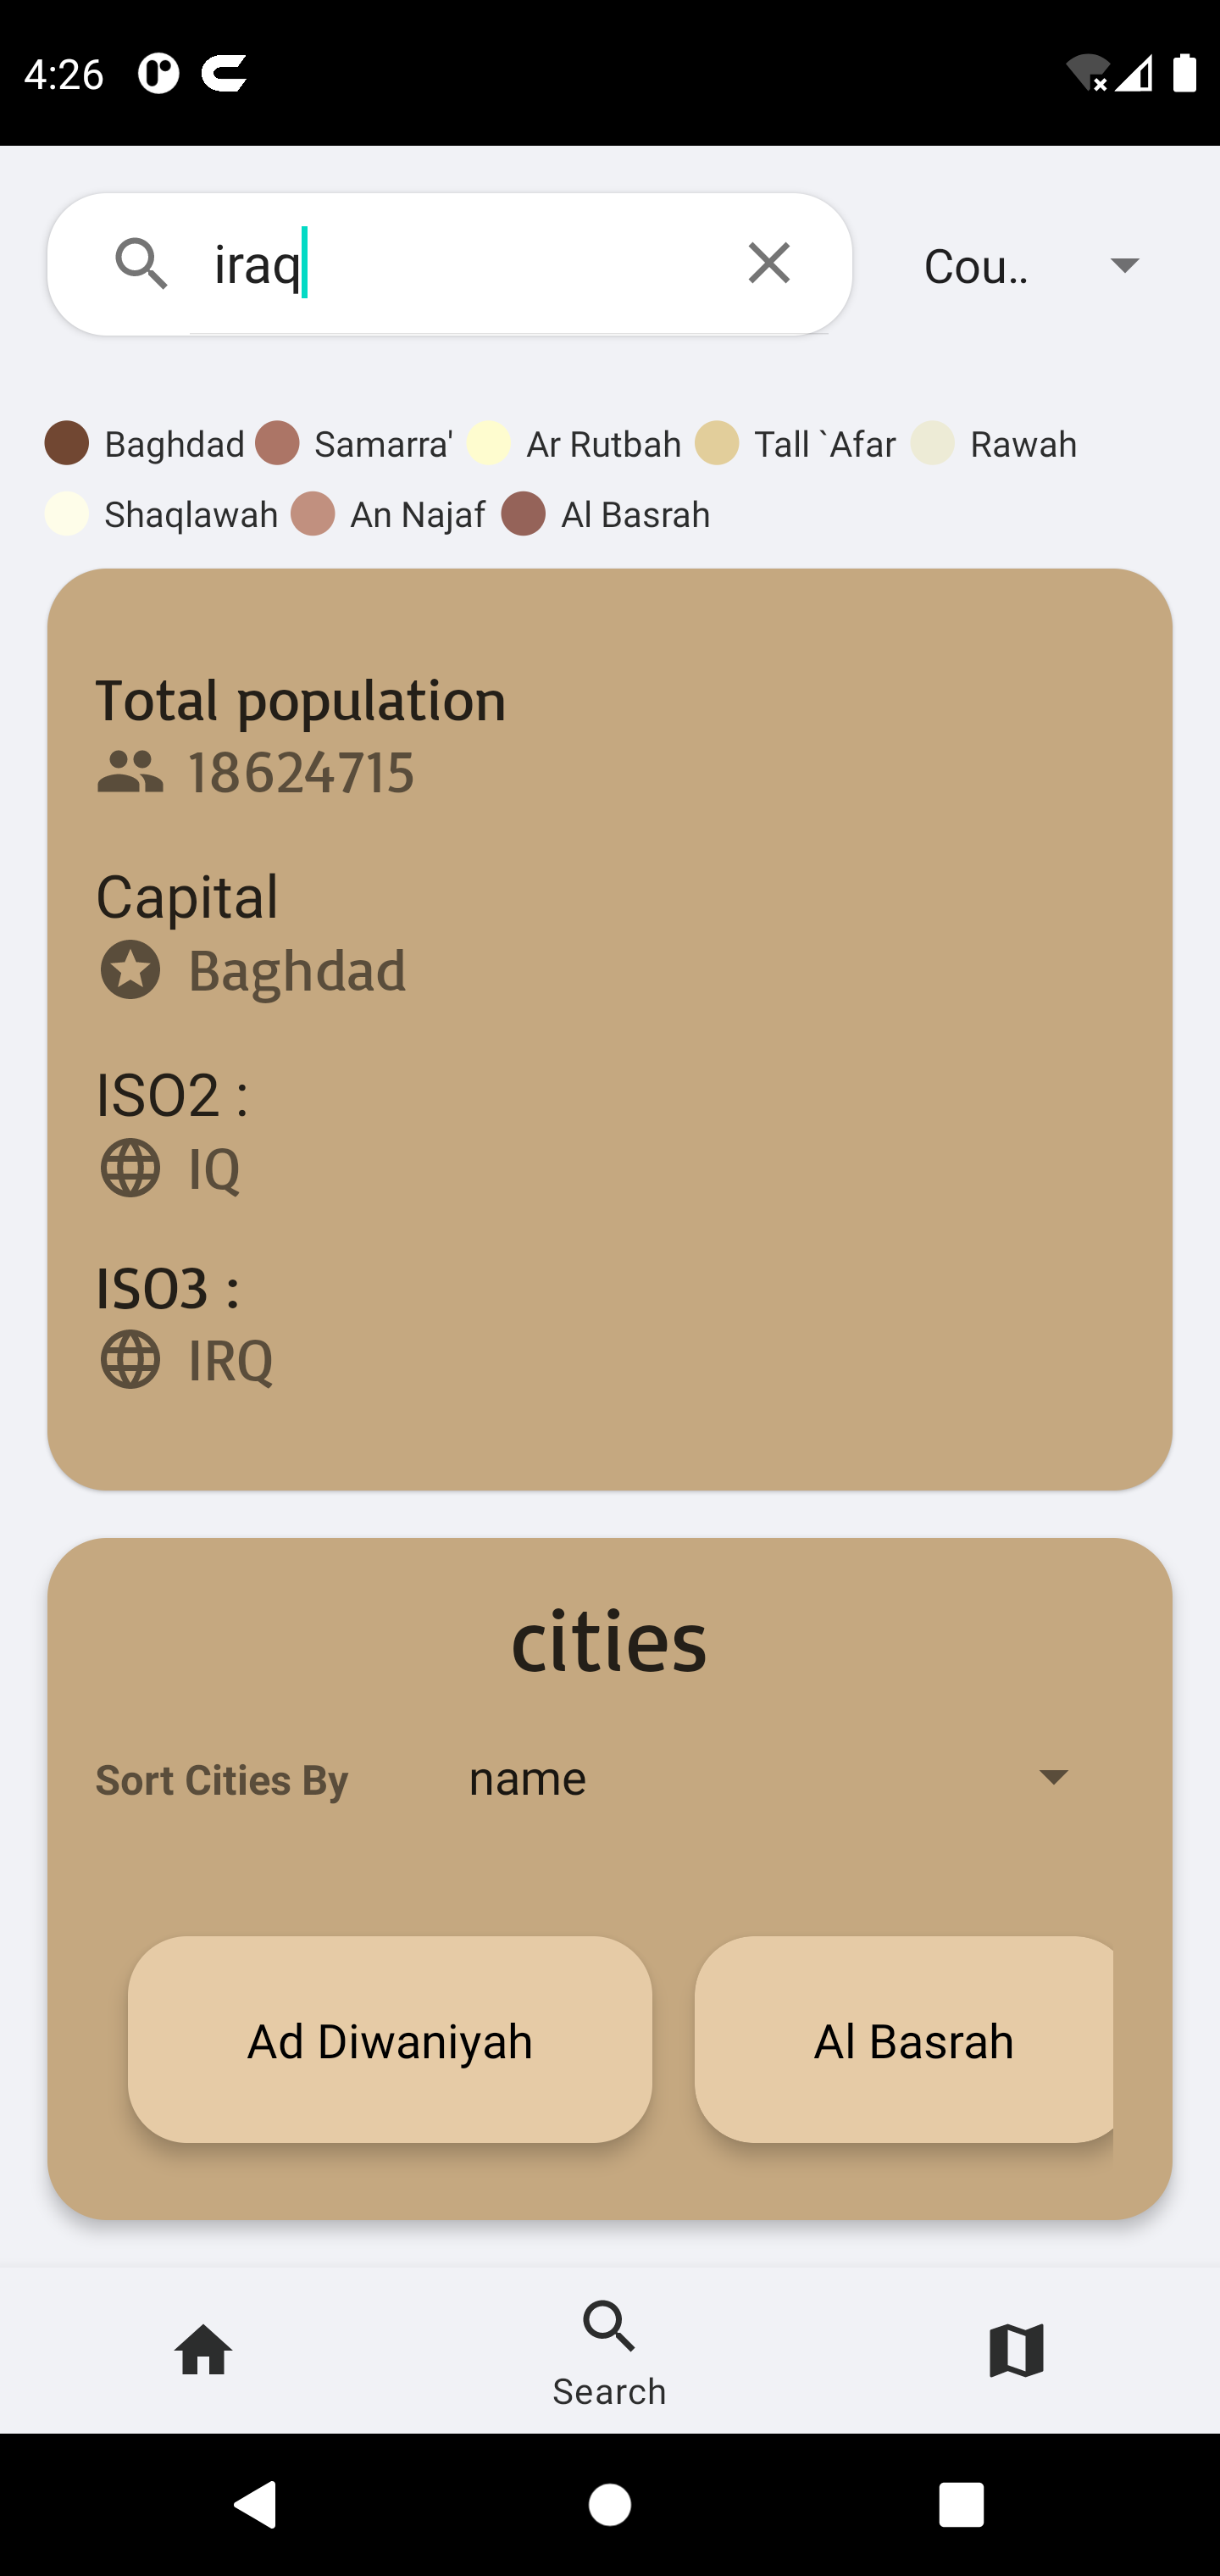 4:26
iraq
Cou..
Baghdad Samarra' Ar Rutbah Tall `Afar Rawah
Shaqlawah An Najaf Al Basrah
Total population
18624715
Capital
Baghdad
ISO2 :
IQ
ISO3 :
IRQ
cities
Sort Cities By name
Ad Diwaniyah Al Basrah
Search